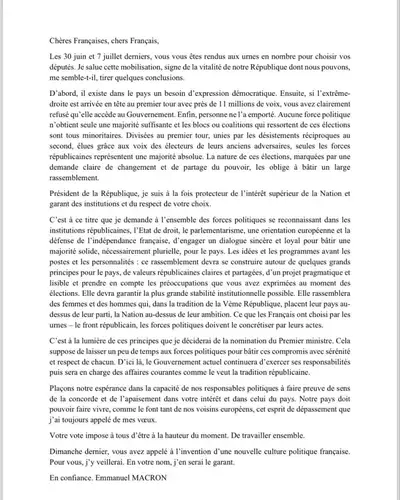 Chères Françaises, chers Français,
Les 30 juin et 7 juillet derniers, vous vous êtes rendus aux urnes en nombre pour choisir vos
députés. Je salue cette mobilisation, signe de la vitalité de notre République dont nous pouvons,
me semble-t-il, tirer quelques conclusions.
D'abord, il existe dans le pays un besoin d'expression démocratique. Ensuite, si l'extrême-
droite est arrivée en tête au premier tour avec près de 11 millions de voix, vous avez clairement
refusé qu'elle accède au Gouvernement. Enfin, personne ne l'a emporté. Aucune force politique
n'obtient seule une majorité suffisante et les blocs ou coalitions qui ressortent de ces élections
sont tous minoritaires. Divisées au premier tour, unies par les désistements réciproques au
second, élues grâce aux voix des électeurs de leurs anciens adversaires, seules les forces
républicaines représentent une majorité absolue. La nature de ces élections, marquées par une
demande claire de changement et de partage du pouvoir, les oblige à bâtir un large
rassemblement.
Président de la République, je suis à la fois protecteur de l'intérêt supérieur de la Nation et
garant des institutions et du respect de votre choix.
C'est à ce titre que je demande à l'ensemble des forces politiques se reconnaissant dans les
institutions républicaines, l'Etat de droit, le parlementarisme, une orientation européenne et la
défense de l'indépendance française, d'engager un dialogue sincère et loyal pour bâtir une
majorité solide, nécessairement plurielle, pour le pays. Les idées et les programmes avant les
postes et les personnalités : ce rassemblement devra se construire autour de quelques grands
principes pour le pays, de valeurs républicaines claires et partagées, d'un projet pragmatique et
lisible et prendre en compte les préoccupations que vous avez exprimées au moment des
élections. Elle devra garantir la plus grande stabilité institutionnelle possible. Elle rassemblera
des femmes et des hommes qui, dans la tradition de la Vème République, placent leur pays au-
dessus de leur parti, la Nation au-dessus de leur ambition. Ce que les Français ont choisi par les
urnes – le front républicain, les forces politiques doivent le concrétiser par leurs actes.
C'est à la lumière de ces principes que je déciderai de la nomination du Premier ministre. Cela
suppose de laisser un peu de temps aux forces politiques pour bâtir ces compromis avec sérénité
et respect de chacun. D'ici là, le Gouvernement actuel continuera d'exercer ses responsabilités
puis sera en charge des affaires courantes comme le veut la tradition républicaine.
Plaçons notre espérance dans la capacité de nos responsables politiques à faire preuve de sens
de la concorde et de l'apaisement dans votre intérêt et dans celui du pays. Notre pays doit
pouvoir faire vivre, comme le font tant de nos voisins européens, cet esprit de dépassement que
j'ai toujours appelé de mes vœux.
Votre vote impose à tous d'être à la hauteur du moment. De travailler ensemble.
Dimanche dernier, vous avez appelé à l'invention d'une nouvelle culture politique française.
Pour vous, j'y veillerai. En votre nom, j'en serai le garant.
En confiance. Emmanuel MACRON